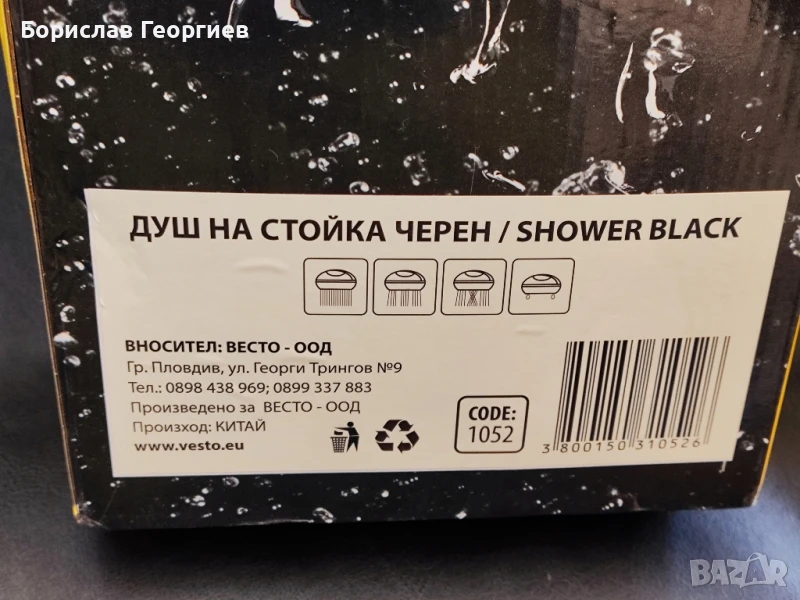 Борислав Георгиев
ДУШ НА СТОЙКА ЧЕРЕН / SHOWER BLACK
ВНОСИТЕЛ: ВЕСТО - ООД
Гр. Пловдив, ул. Георги Трингов №9
Тел.: 0898 438 969; 0899 337 883
Произведено за ВЕСТО - ООД
Произход: КИТАЙ
www.vesto.eu
CODE:
1052
3 800150 310526
BAZAR